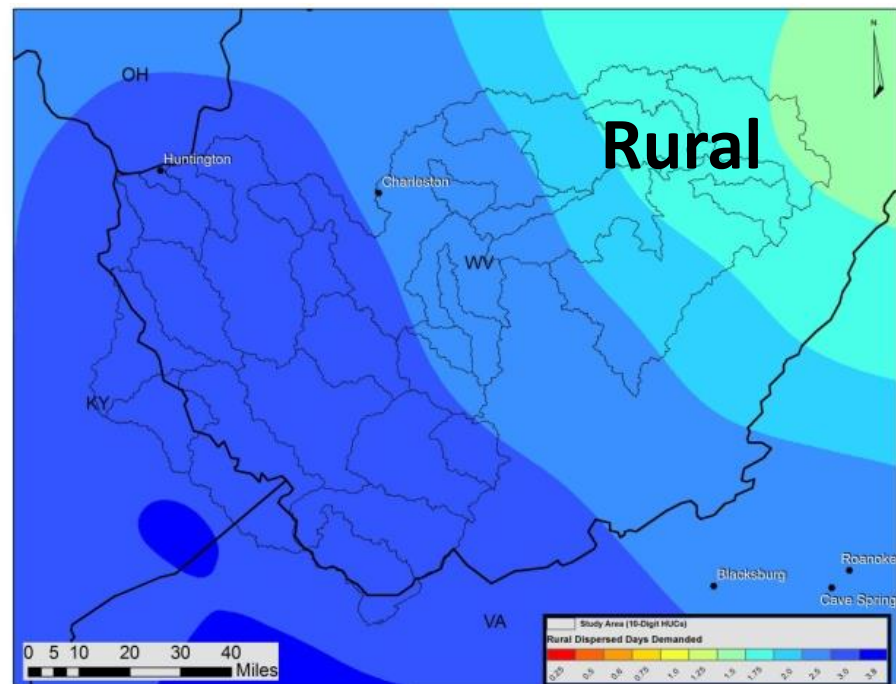 OH
N
Rural
Huntington
Charleston
WV
KY
Roanoke
Blacksburg
Cave Spring
VA
Study Area (10-Digit HUCs)
Rural Dispersed Days Demanded
0.25 0.5 0.6 0.75 1.0 1.25 1.5 1.75 2.0 2.5 3.0 3.8
0 5 10 20 30 40
Miles